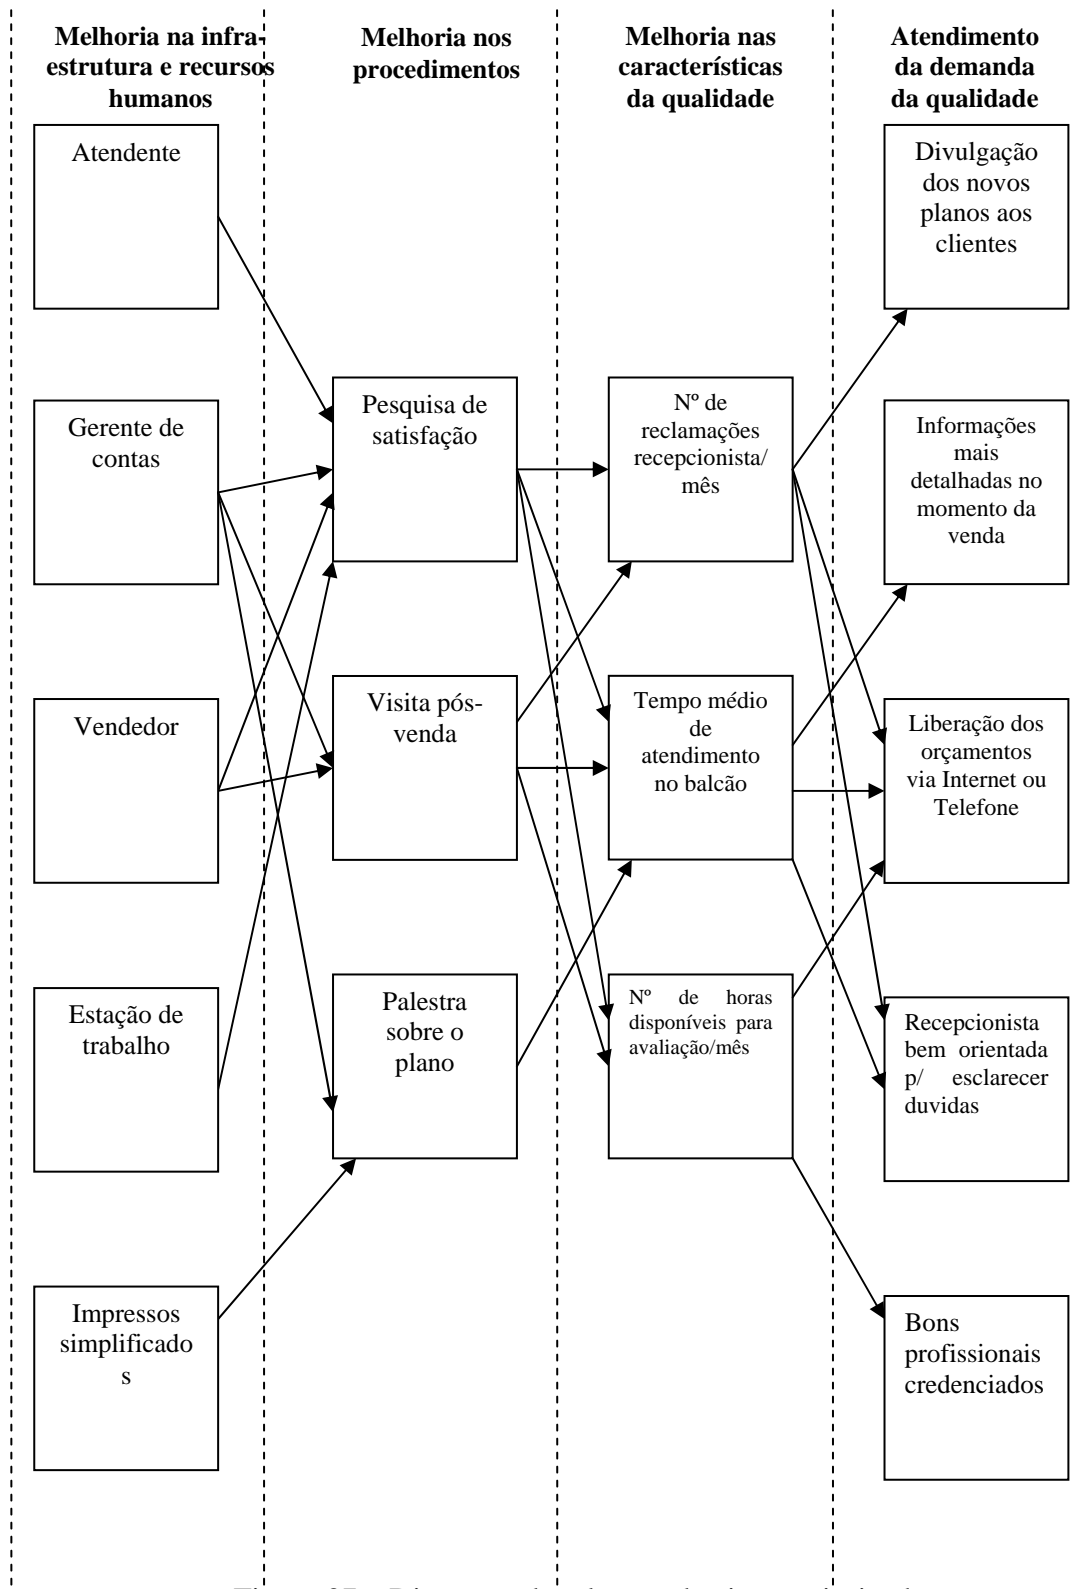 Melhoria na infra-
estrutura e recursos
humanos
Melhoria nos
procedimentos
Melhoria nas
características
da qualidade
Atendimento
da demanda
da qualidade
Atendente
Gerente de
contas
Vendedor
Estação de
trabalho
Impressos
simplificado
s
Pesquisa de
satisfação
Visita pós-
venda
Palestra
sobre o
plano
Nº de
reclamações
recepcionista/
mês
Tempo médio
de
atendimento
no balcão
Nº de horas
disponíveis para
avaliação/mês
Divulgação
dos novos
planos aos
clientes
Informações
mais
detalhadas no
momento da
venda
Liberação dos
orçamentos
via Internet ou
Telefone
Recepcionista
bem orientada
p/ esclarecer
duvidas
Bons
profissionais
credenciados